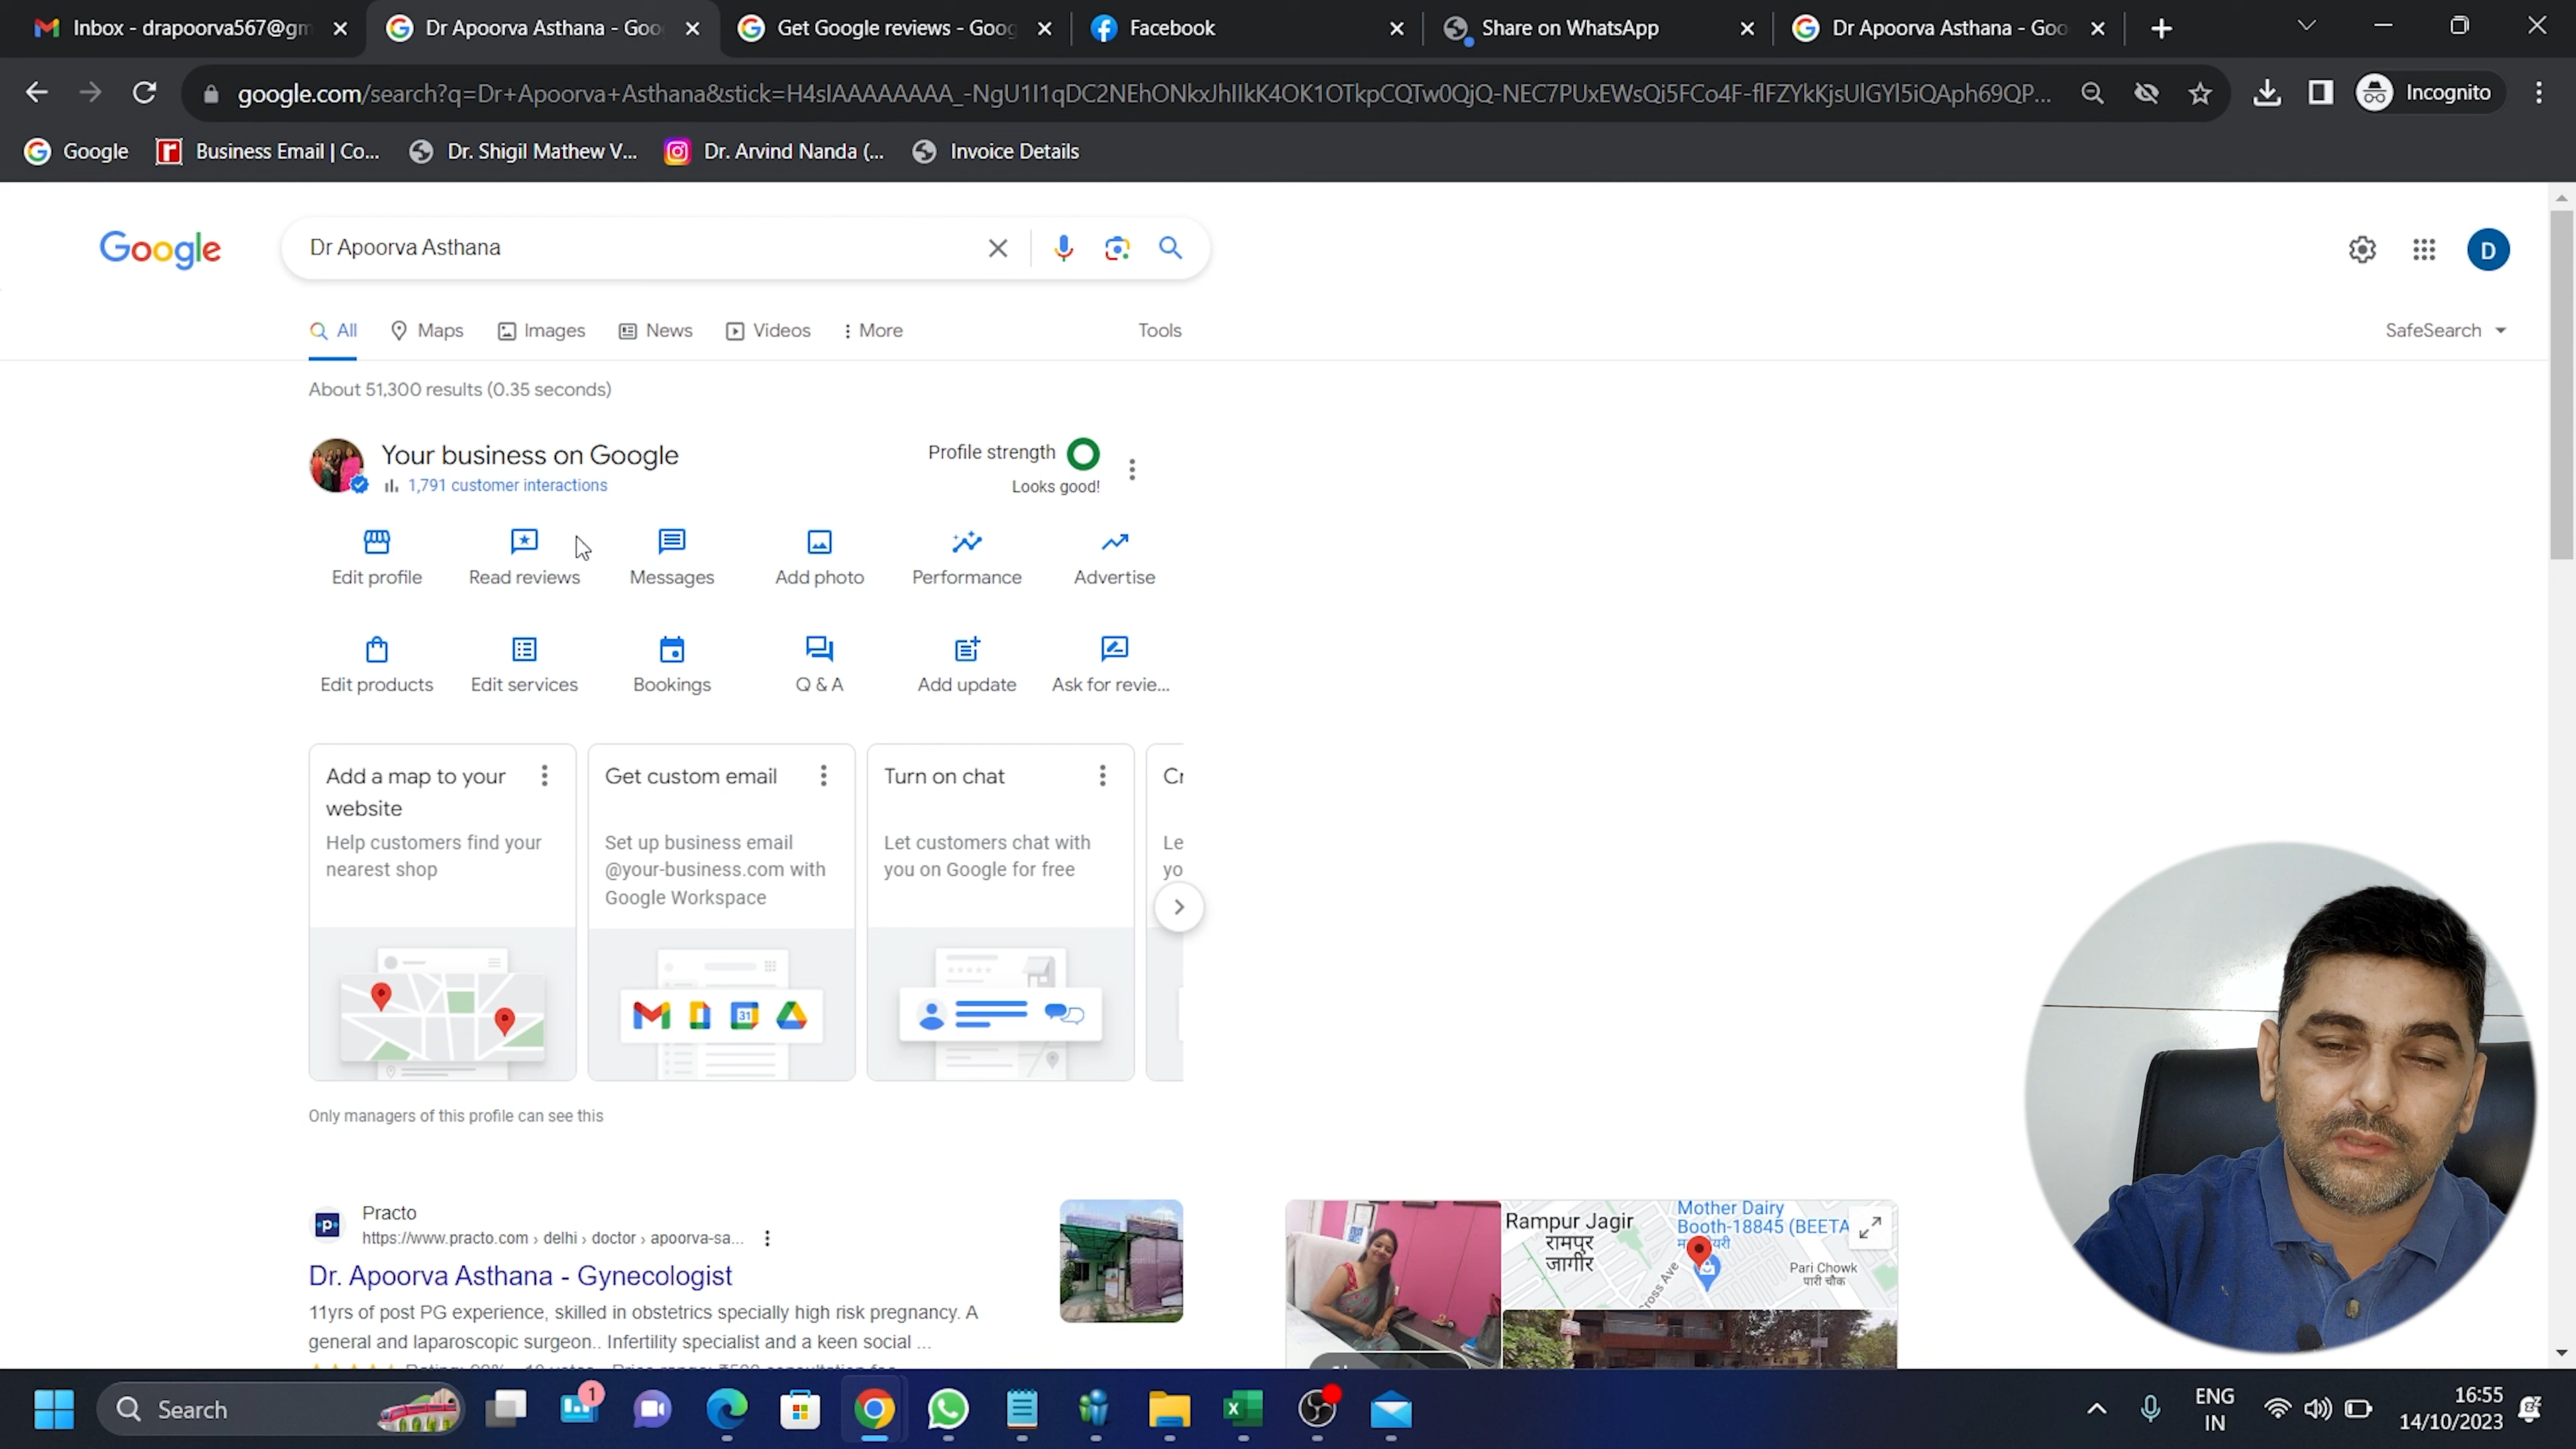 Inbox - drapoorva567@gm
Dr Apoorva Asthana - Goo
Get Google reviews - Goog
Facebook
Share on WhatsApp
Dr Apoorva Asthana - Goo
google.com/search?q=Dr+Apoorva+Asthana&stick=
Incognito
Google
Business Email | Co...
Dr. Shigil Mathew V...
Dr. Arvind Nanda (...
Invoice Details
Google
Dr Apoorva Asthana
D
All
Maps
Images
News
Videos
More
Tools
SafeSearch
About 51,300 results (0.35 seconds)
Your business on Google
1,791 customer interactions
Profile strength
Looks good!
Edit profile
Read reviews
Messages
Add photo
Performance
Advertise
Edit products
Edit services
Bookings
Q & A
Add update
Ask for revie...
Add a map to your
website
Help customers find your
nearest shop
Get custom email
Set up business email
@your-business.com with
Google Workspace
31
Turn on chat
Let customers chat with
you on Google for free
Cr
Le
yo
Only managers of this profile can see this
Practo
https://www.practo.com › delhi › doctor › apoorva-sa...
Dr. Apoorva Asthana - Gynecologist
11yrs of post PG experience, skilled in obstetrics specially high risk pregnancy. A
general and laparoscopic surgeon.. Infertility specialist and a keen social ...
Rampur Jagir
रामपुर
जागीर
Mother Dairy
Booth-18845 (BEETA
Cross Ave
Pari Chowk
पारी चौक
Search
1
ENG
IN
16:55
14/10/2023